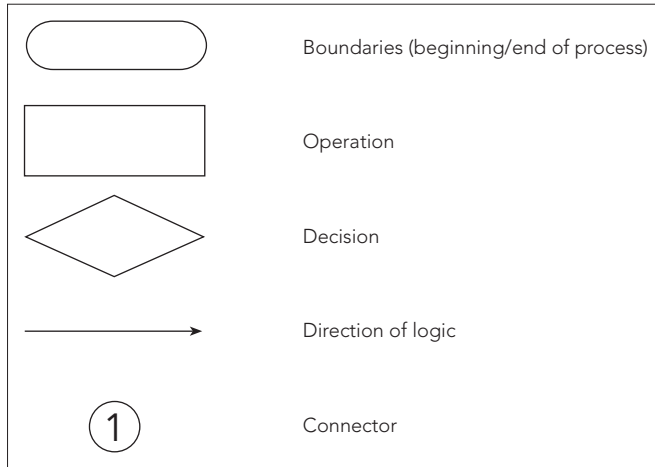 Boundaries (beginning/end of process)
Operation
Decision
Direction of logic
1
Connector